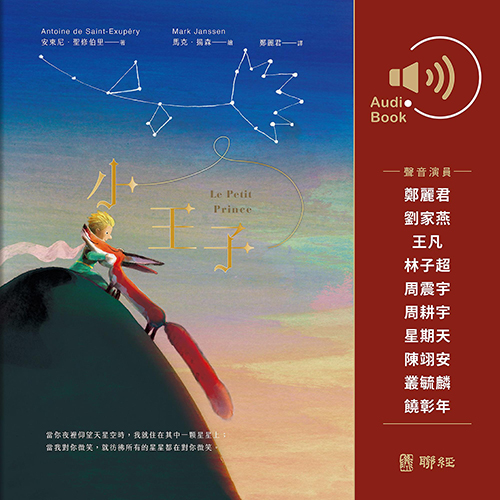 Antoine de Saint-Exupéry
安東尼・聖修伯里——著
Mark Janssen
馬克・揚森——繪
鄭麗君——譯
小王子
Le Petit
Prince
當你夜裡仰望天星空時，我就住在其中一顆星星上；
當我對你微笑，就彷彿所有的星星都在對你微笑。
Audio
Book
聲音演員
鄭麗君
劉家燕
王凡
林子超
周震宇
周耕宇
星期天
陳翊安
叢毓麟
饒彰年
聯經